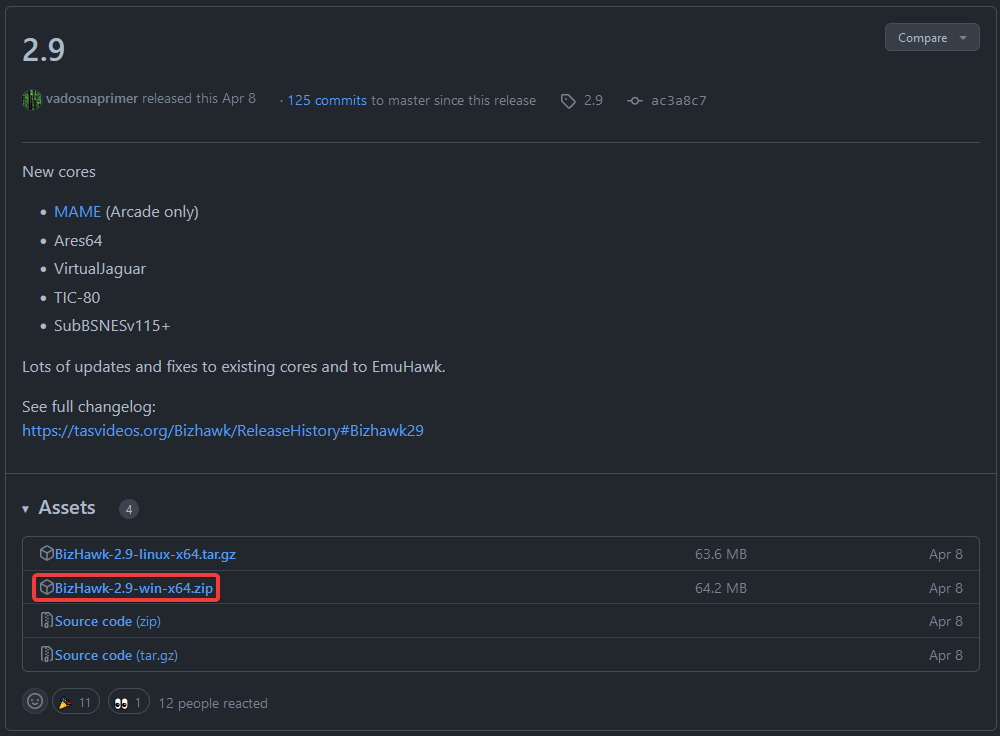 2.9
Compare
vadosnaprimer released this Apr 8 · 125 commits to master since this release 2.9 ac3a8c7
New cores
• MAME (Arcade only)
• Ares64
• VirtualJaguar
• TIC-80
• SubBSNESv115+
Lots of updates and fixes to existing cores and to EmuHawk.
See full changelog:
https://tasvideos.org/Bizhawk/ReleaseHistory#Bizhawk29
Assets 4
BizHawk-2.9-linux-x64.tar.gz 63.6 MB Apr 8
BizHawk-2.9-win-x64.zip 64.2 MB Apr 8
Source code (zip) Apr 8
Source code (tar.gz) Apr 8
11 1 12 people reacted